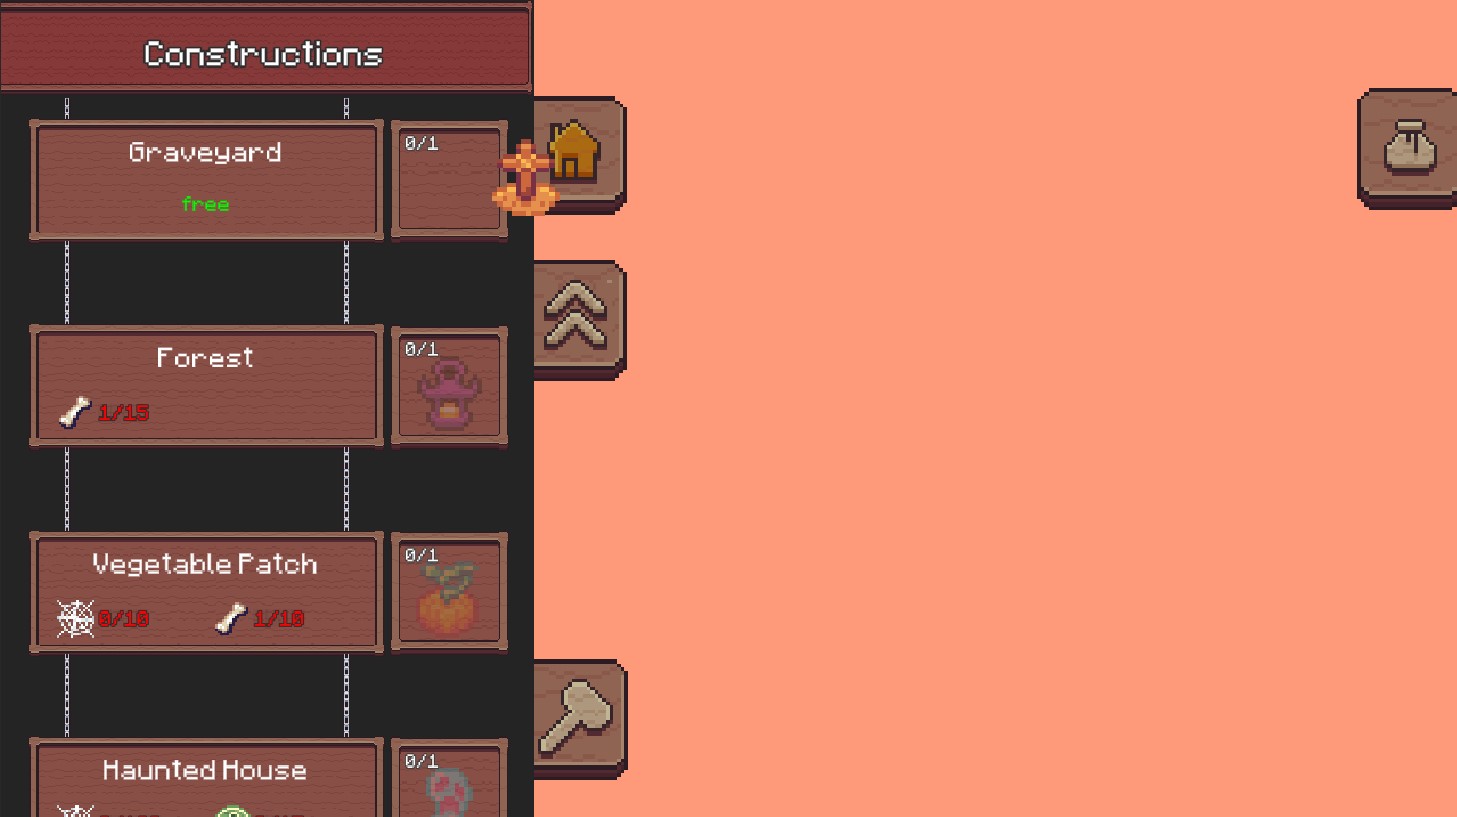 Constructions
Graveyard
free
0/1
Forest
1/15
0/1
Vegetable Patch
0/10 1/10
0/1
Haunted House
0/1